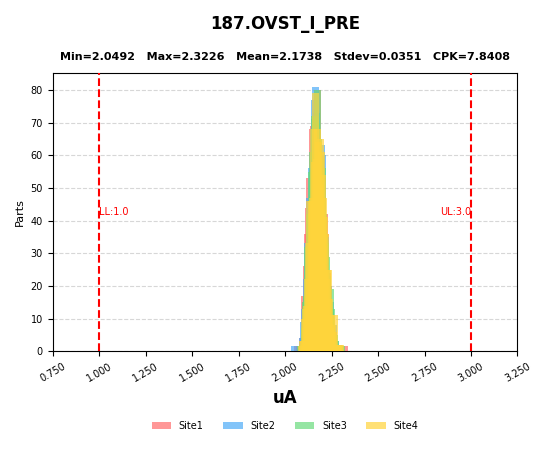 187.OVST_I_PRE
Min=2.0492 Max=2.3226 Mean=2.1738 Stdev=0.0351 CPK=7.8408
80
70
60
50
40
30
20
10
0
Parts
LL:1.0
UL:3.0
0.750 1.000 1.250 1.500 1.750 2.000 2.250 2.500 2.750 3.000 3.250
uA
Site1 Site2 Site3 Site4